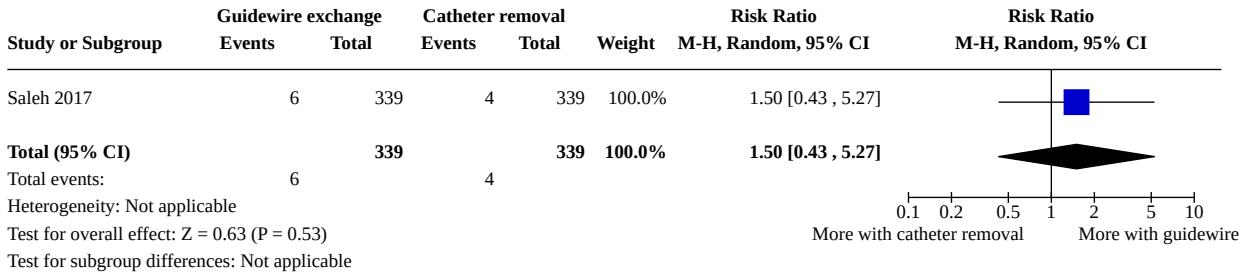 Guidewire exchange Catheter removal Risk Ratio Risk Ratio
Study or Subgroup Events Total Events Total Weight M-H, Random, 95% CI M-H, Random, 95% CI
Saleh 2017 6 339 4 339 100.0% 1.50 [0.43 , 5.27]
Total (95% CI) 339 339 100.0% 1.50 [0.43 , 5.27]
Total events: 6 4
Heterogeneity: Not applicable
0.1 0.2 0.5 1 2 5 10
Test for overall effect: Z = 0.63 (P = 0.53) More with catheter removal More with guidewire
Test for subgroup differences: Not applicable